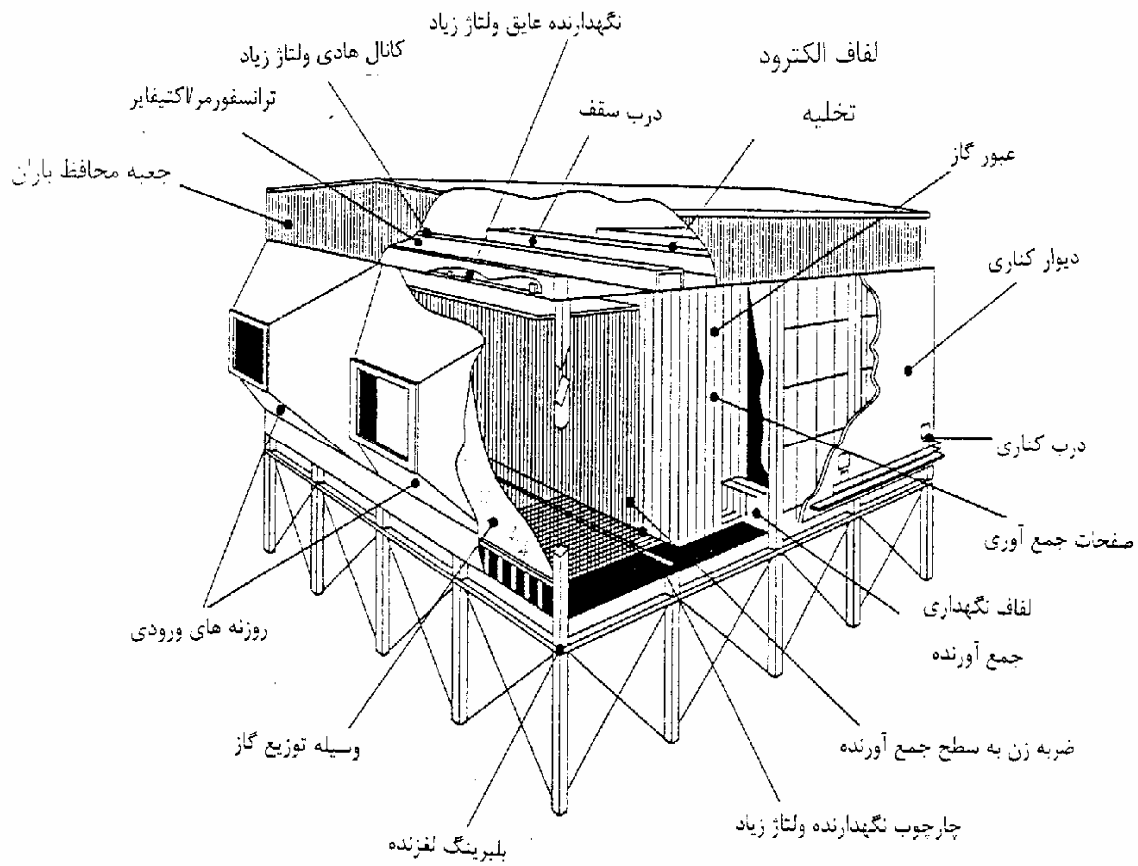 نگهدارنده عایق ولتاژ زیاد
کانال هادی ولتاژ زیاد
ترانسفورمر/اکتیفایر
جعبه محافظ باران
درب سقف
لفاف الکترود
تخلیه
عبور گاز
دیوار کناری
درب کناری
صفحات جمع آوری
لفاف نگهداری
جمع آورنده
ضربه زن به سطح جمع آورنده
چارچوب نگهدارنده ولتاژ زیاد
بلبرینگ لغزنده
وسیله توزیع گاز
روزنه های ورودی